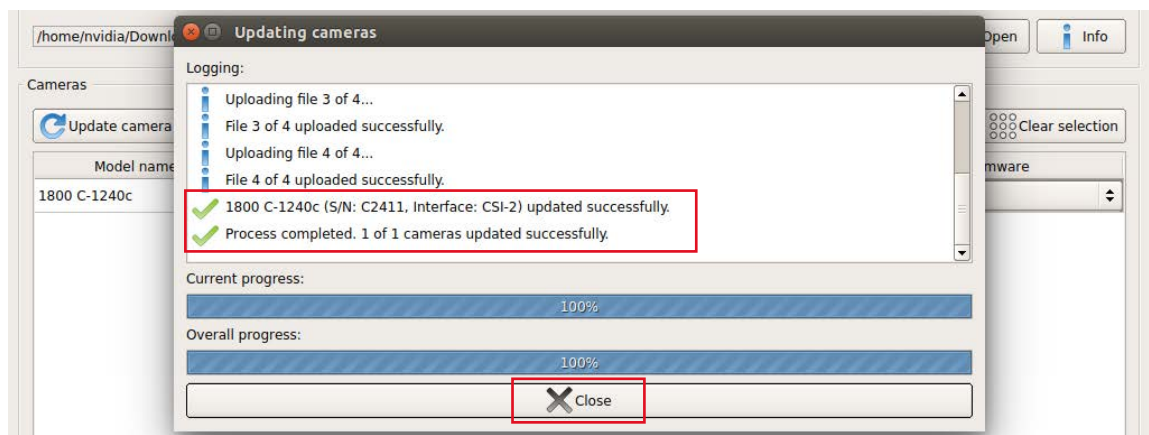 Updating cameras
/home/nvidia/Downl
Open
Info
Logging:
Cameras
Uploading file 3 of 4...
Update camera
File 3 of 4 uploaded successfully.
Clear selection
Uploading file 4 of 4...
Model name
mware
File 4 of 4 uploaded successfully.
1800 C-1240c
1800 C-1240c (S/N: C2411, Interface: CSI-2) updated successfully.
Process completed. 1 of 1 cameras updated successfully.
Current progress:
100%
Overall progress:
100%
Close